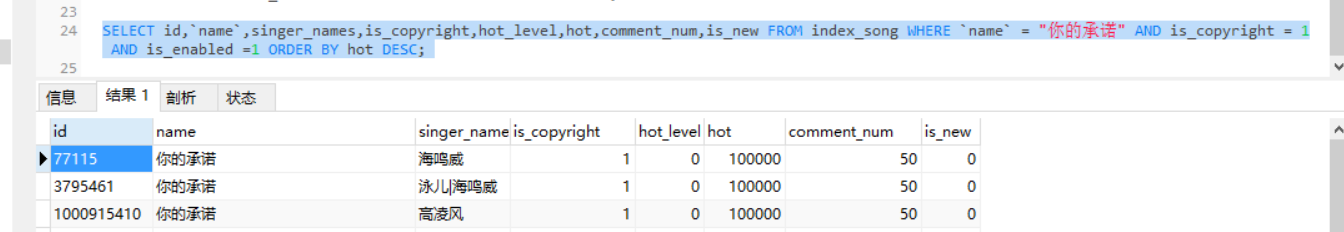 23
24 SELECT id,`name`,singer_names,is_copyright,hot_level,hot,comment_num,is_new FROM index_song WHERE `name` = "你的承诺" AND is_copyright = 1
AND is_enabled =1 ORDER BY hot DESC;
25
信息 结果 1 剖析 状态
id name singer_name is_copyright hot_level hot comment_num is_new
77115 你的承诺 海鸣威 1 0 100000 50 0
3795461 你的承诺 泳儿|海鸣威 1 0 100000 50 0
1000915410 你的承诺 高凌风 1 0 100000 50 0